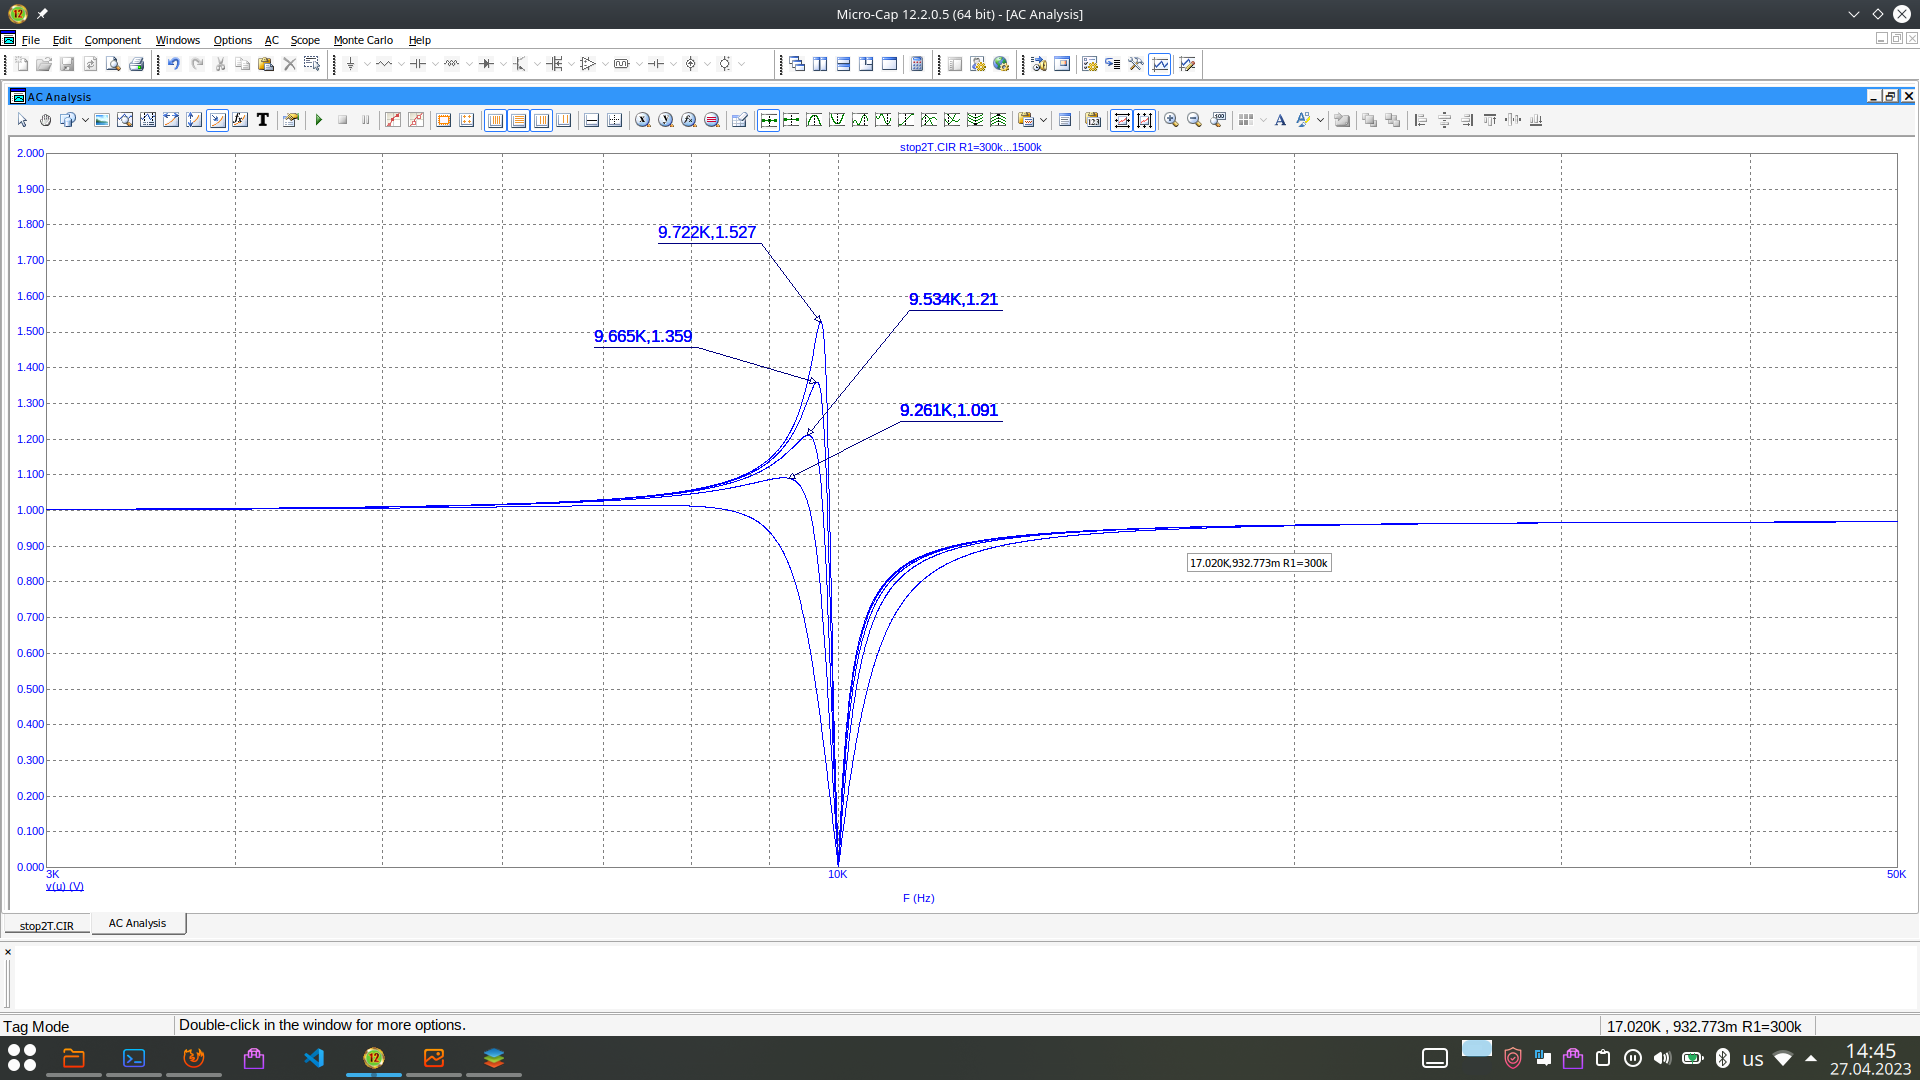 Micro-Cap 12.2.0.5 (64 bit) - [AC Analysis]
File Edit Component Windows Options AC Scope Monte Carlo Help
AC Analysis
stop2T.CIR R1=300k...1500k
2.000
1.900
1.800
1.700
1.600
1.500
1.400
1.300
1.200
1.100
1.000
0.900
0.800
0.700
0.600
0.500
0.400
0.300
0.200
0.100
0.000
9.722K,1.527
9.534K,1.21
9.665K,1.359
9.261K,1.091
17.020K,932.773m R1=300k
3K 10K 50K
v(u) (V)
F (Hz)
stop2T.CIR AC Analysis
Tag Mode Double-click in the window for more options. 17.020K , 932.773m R1=300k
12 us 14:45
27.04.2023